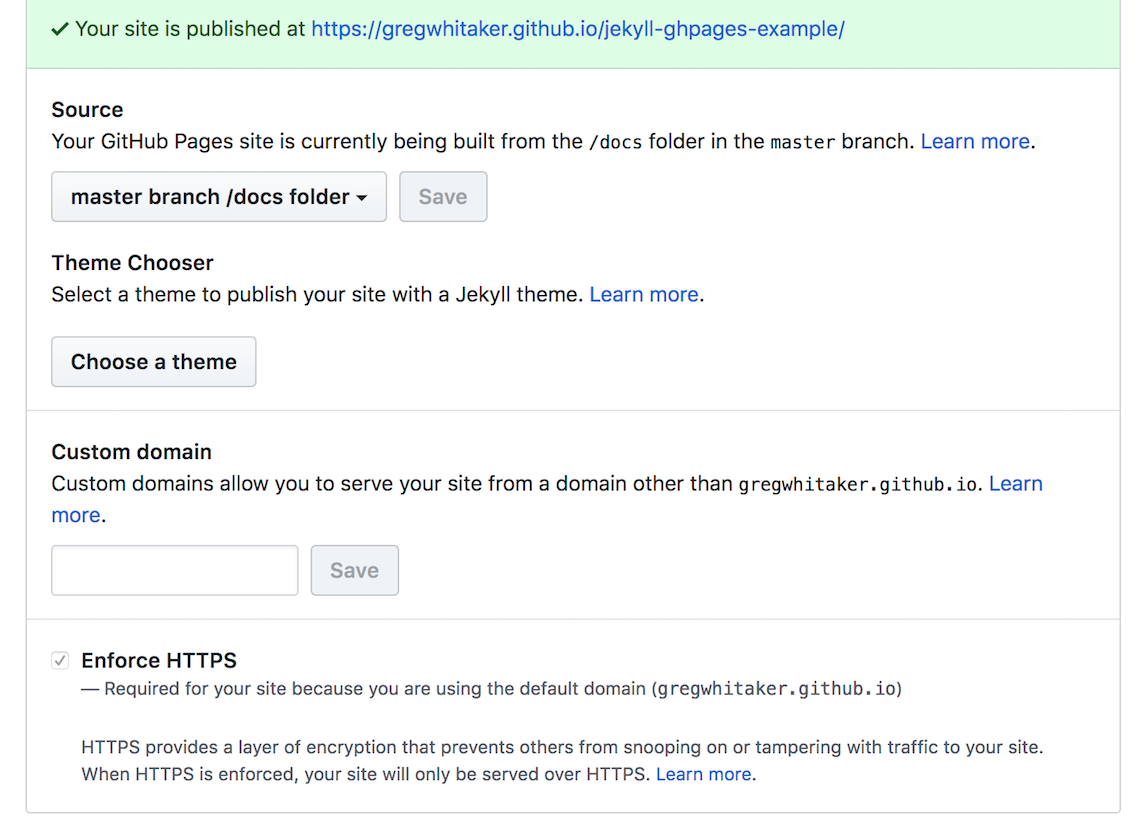 Your site is published at https://gregwhitaker.github.io/jekyll-ghpages-example/
Source
Your GitHub Pages site is currently being built from the /docs folder in the master branch. Learn more.
master branch /docs folder
Save
Theme Chooser
Select a theme to publish your site with a Jekyll theme. Learn more.
Choose a theme
Custom domain
Custom domains allow you to serve your site from a domain other than gregwhitaker.github.io. Learn
more.
Save
Enforce HTTPS
— Required for your site because you are using the default domain (gregwhitaker.github.io)
HTTPS provides a layer of encryption that prevents others from snooping on or tampering with traffic to your site.
When HTTPS is enforced, your site will only be served over HTTPS. Learn more.